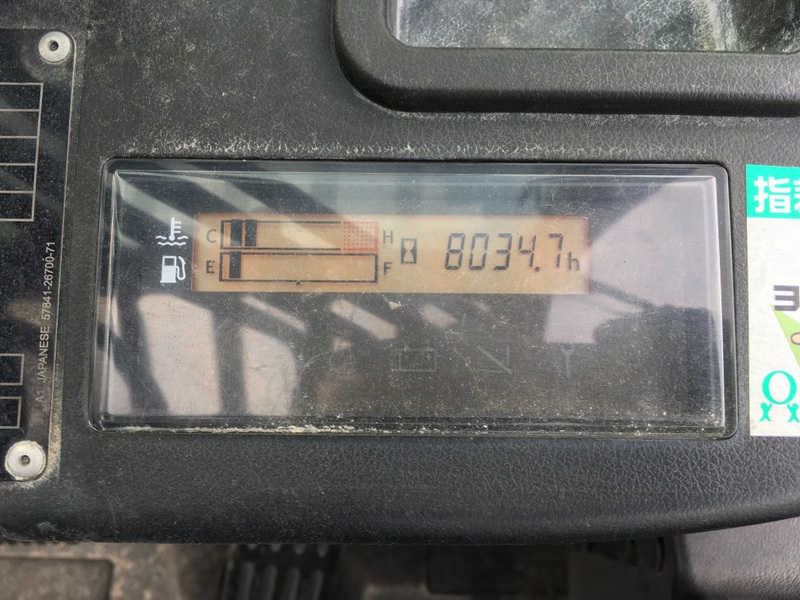 C H
E F
8034.7h
A1 JAPANESE 57841-26700-71
指